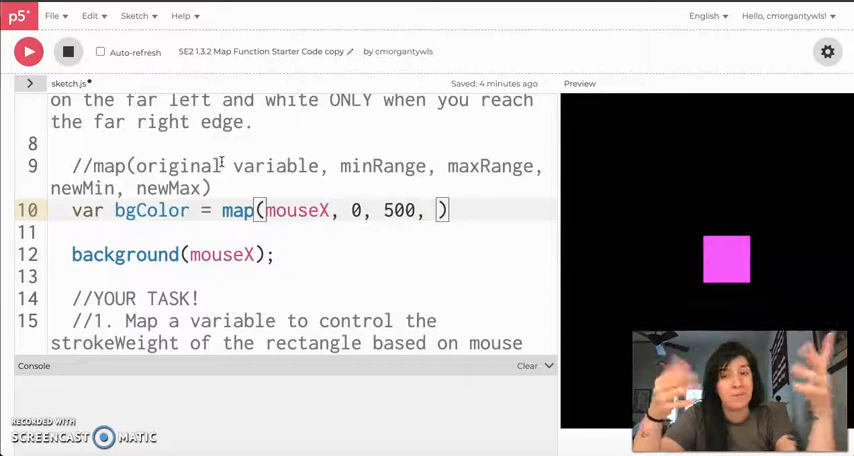 p5* File Edit Sketch Help English Hello, cmorgantywls!
Auto-refresh SE2 1.3.2 Map Function Starter Code copy by cmorgantywls
sketch.js Saved: 4 minutes ago Preview
on the far left and white ONLY when you reach
the far right edge.
8
9 //map(original variable, minRange, maxRange,
newMin, newMax)
10 var bgColor = map(mouseX, 0, 500, )
11
12 background(mouseX);
13
14 //YOUR TASK!
15 //1. Map a variable to control the
strokeWeight of the rectangle based on mouse
Console Clear
RECORDED WITH
SCREENCAST MATIC